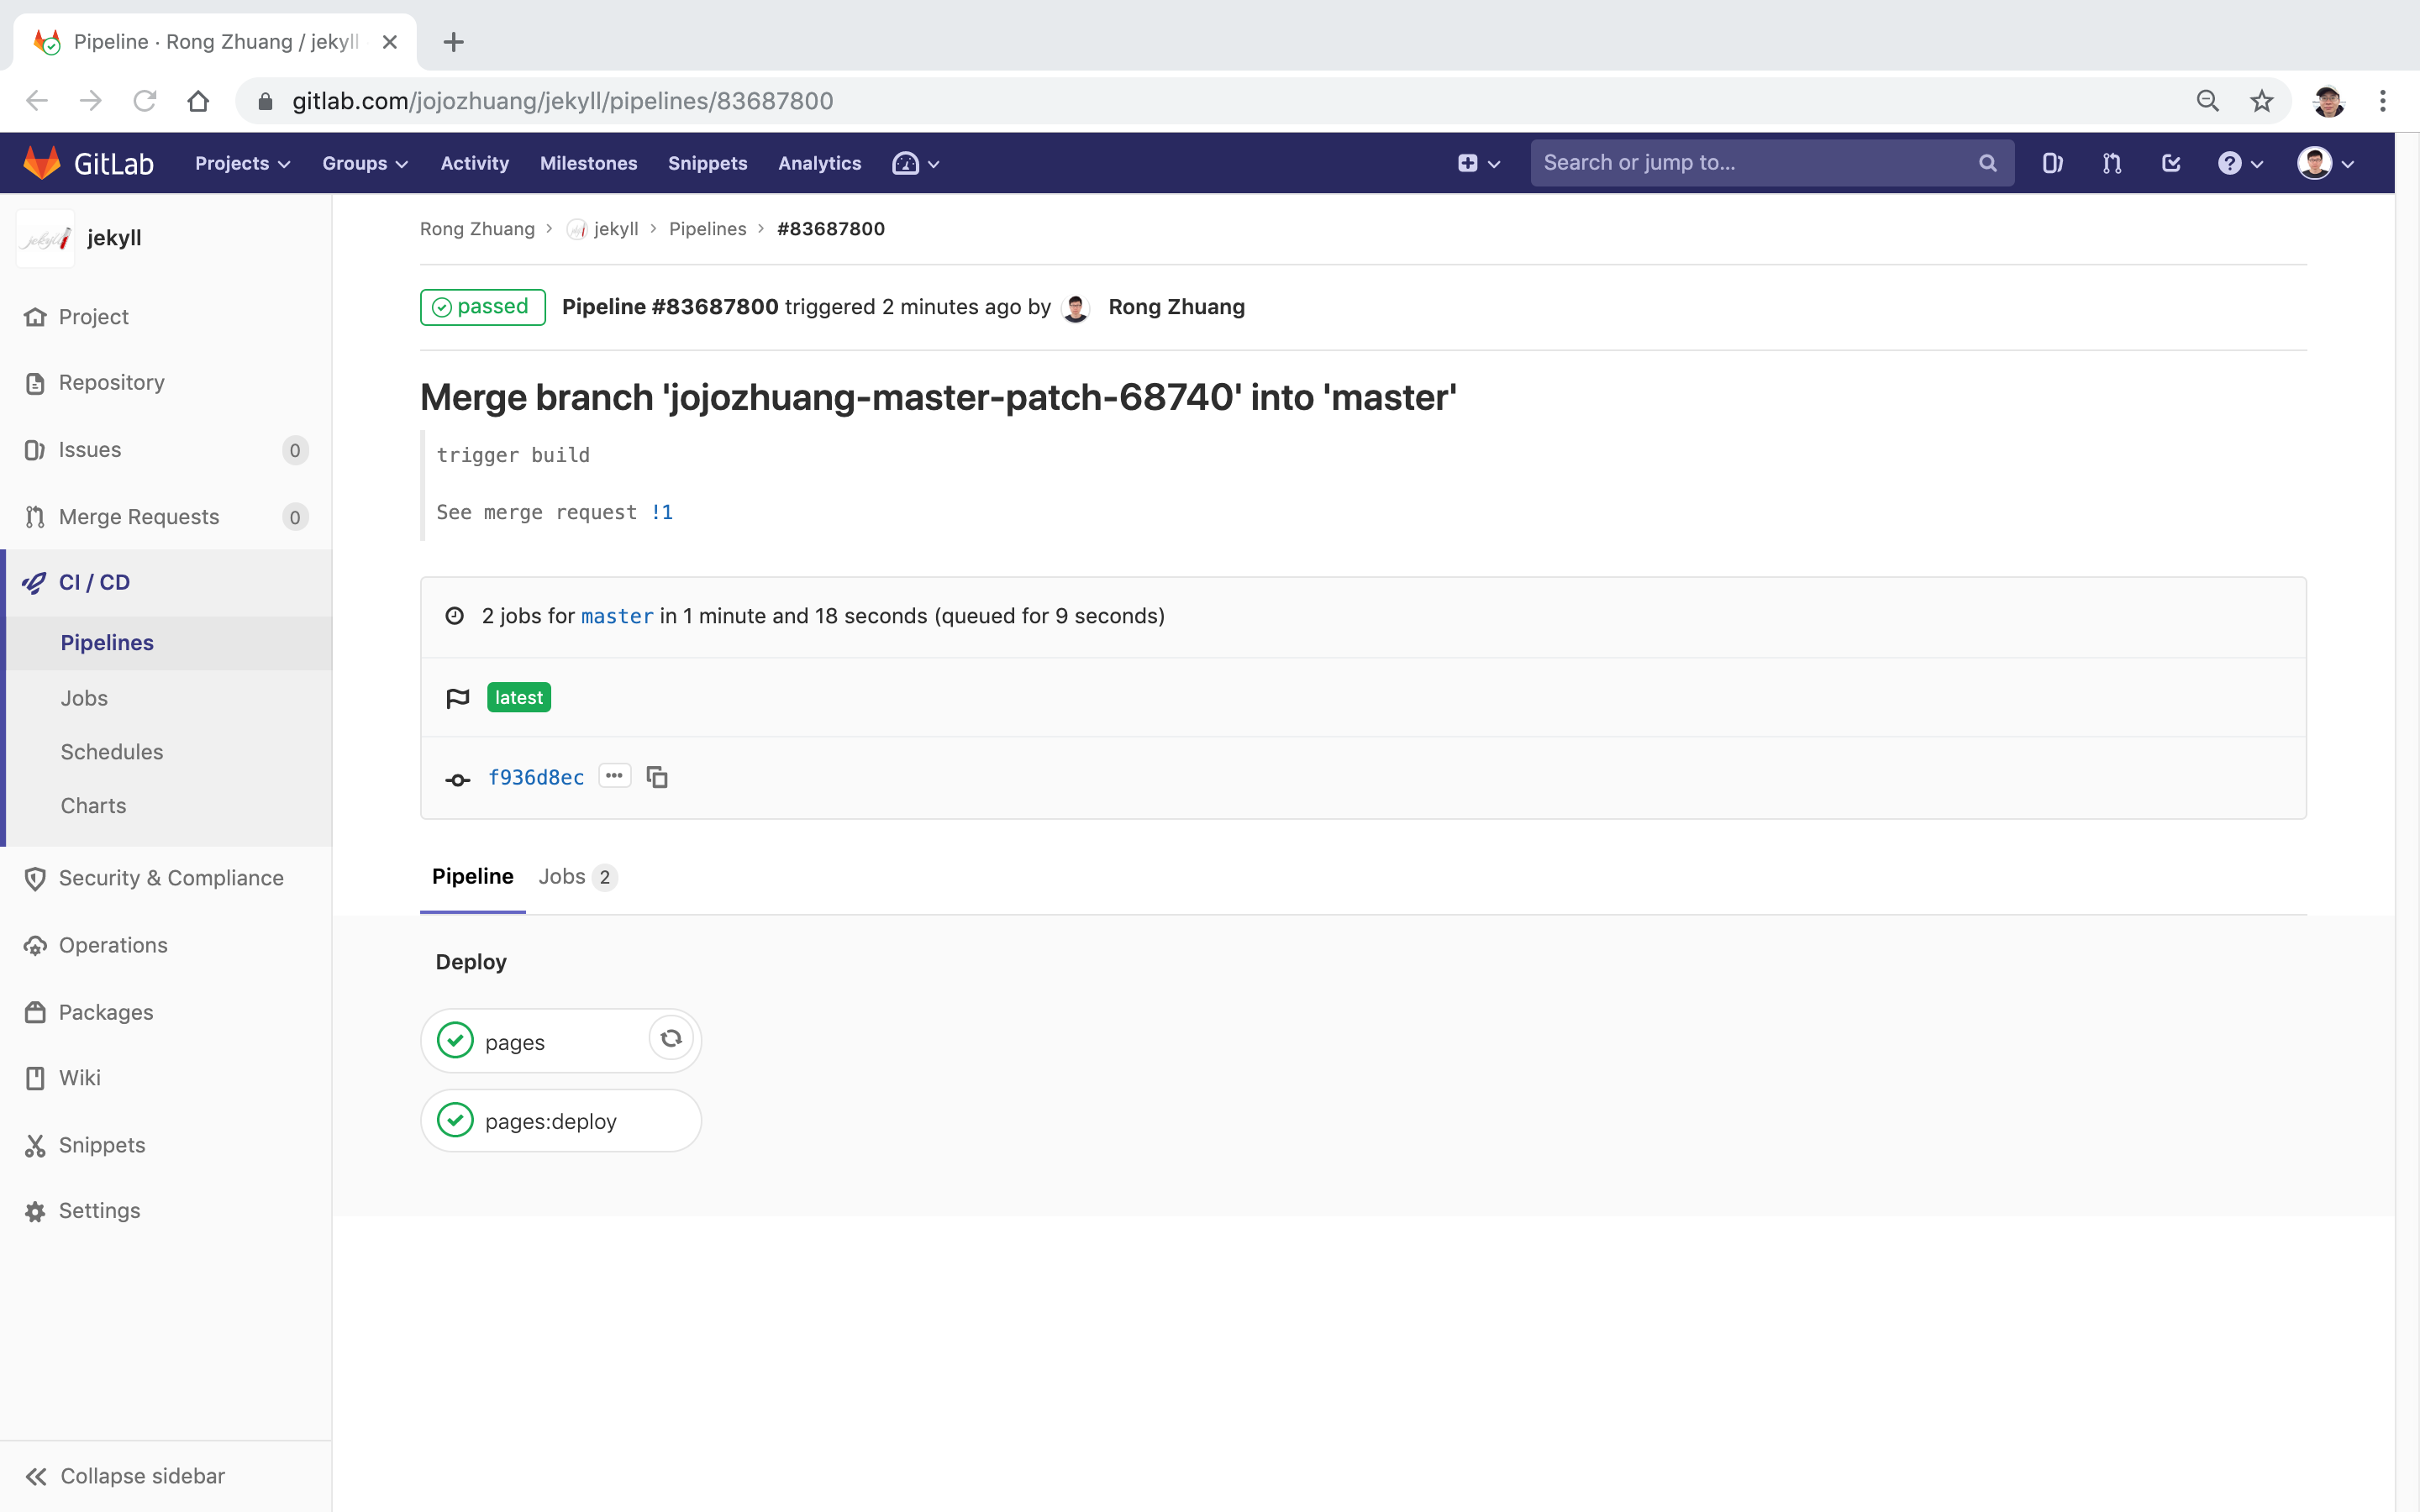 Pipeline · Rong Zhuang / jekyll
gitlab.com/jojozhuang/jekyll/pipelines/83687800
GitLab Projects Groups Activity Milestones Snippets Analytics Search or jump to...
jekyll
Project
Repository
Issues 0
Merge Requests 0
CI / CD
Pipelines
Jobs
Schedules
Charts
Security & Compliance
Operations
Packages
Wiki
Snippets
Settings
Collapse sidebar
Rong Zhuang > jekyll > Pipelines > #83687800
passed Pipeline #83687800 triggered 2 minutes ago by Rong Zhuang
Merge branch 'jojozhuang-master-patch-68740' into 'master'
trigger build
See merge request !1
2 jobs for master in 1 minute and 18 seconds (queued for 9 seconds)
latest
f936d8ec
Pipeline Jobs 2
Deploy
pages
pages:deploy